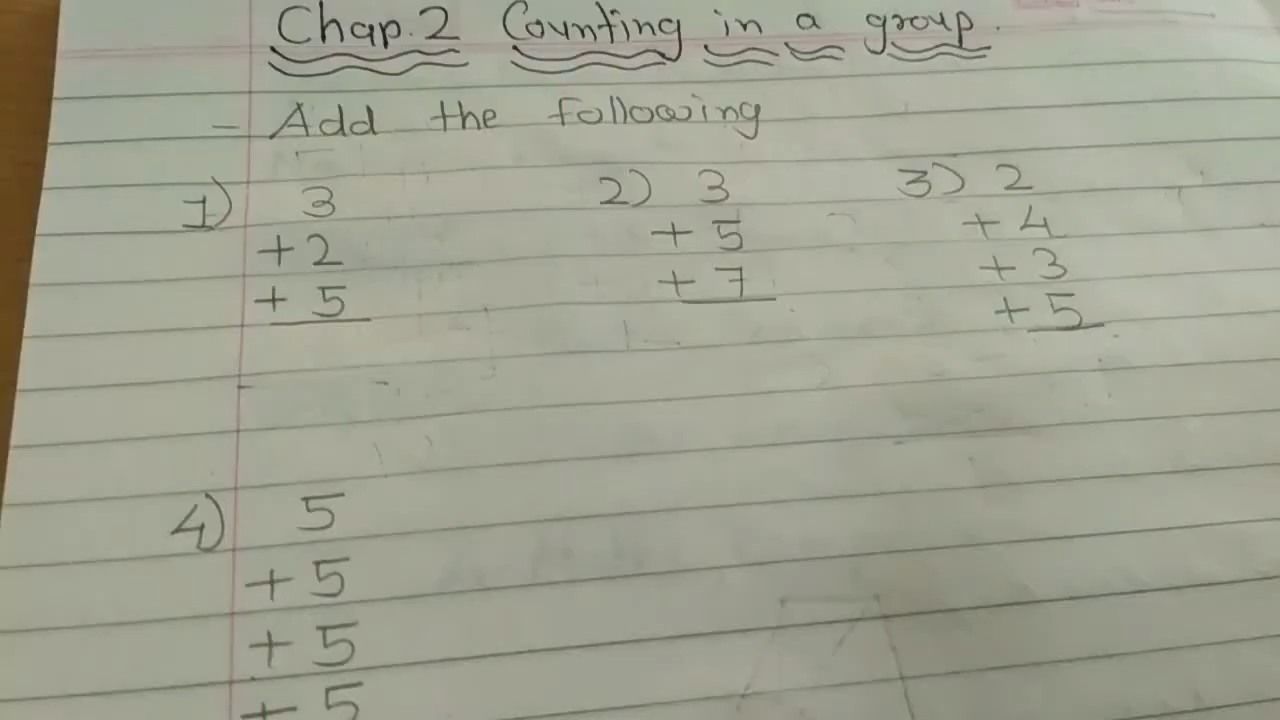 Chap.2 Counting in a group.
- Add the following
1) 3 2) 3 3) 2
+2 +5 +4
+5 +7 +3
+5
4) 5
+5
+5
+5